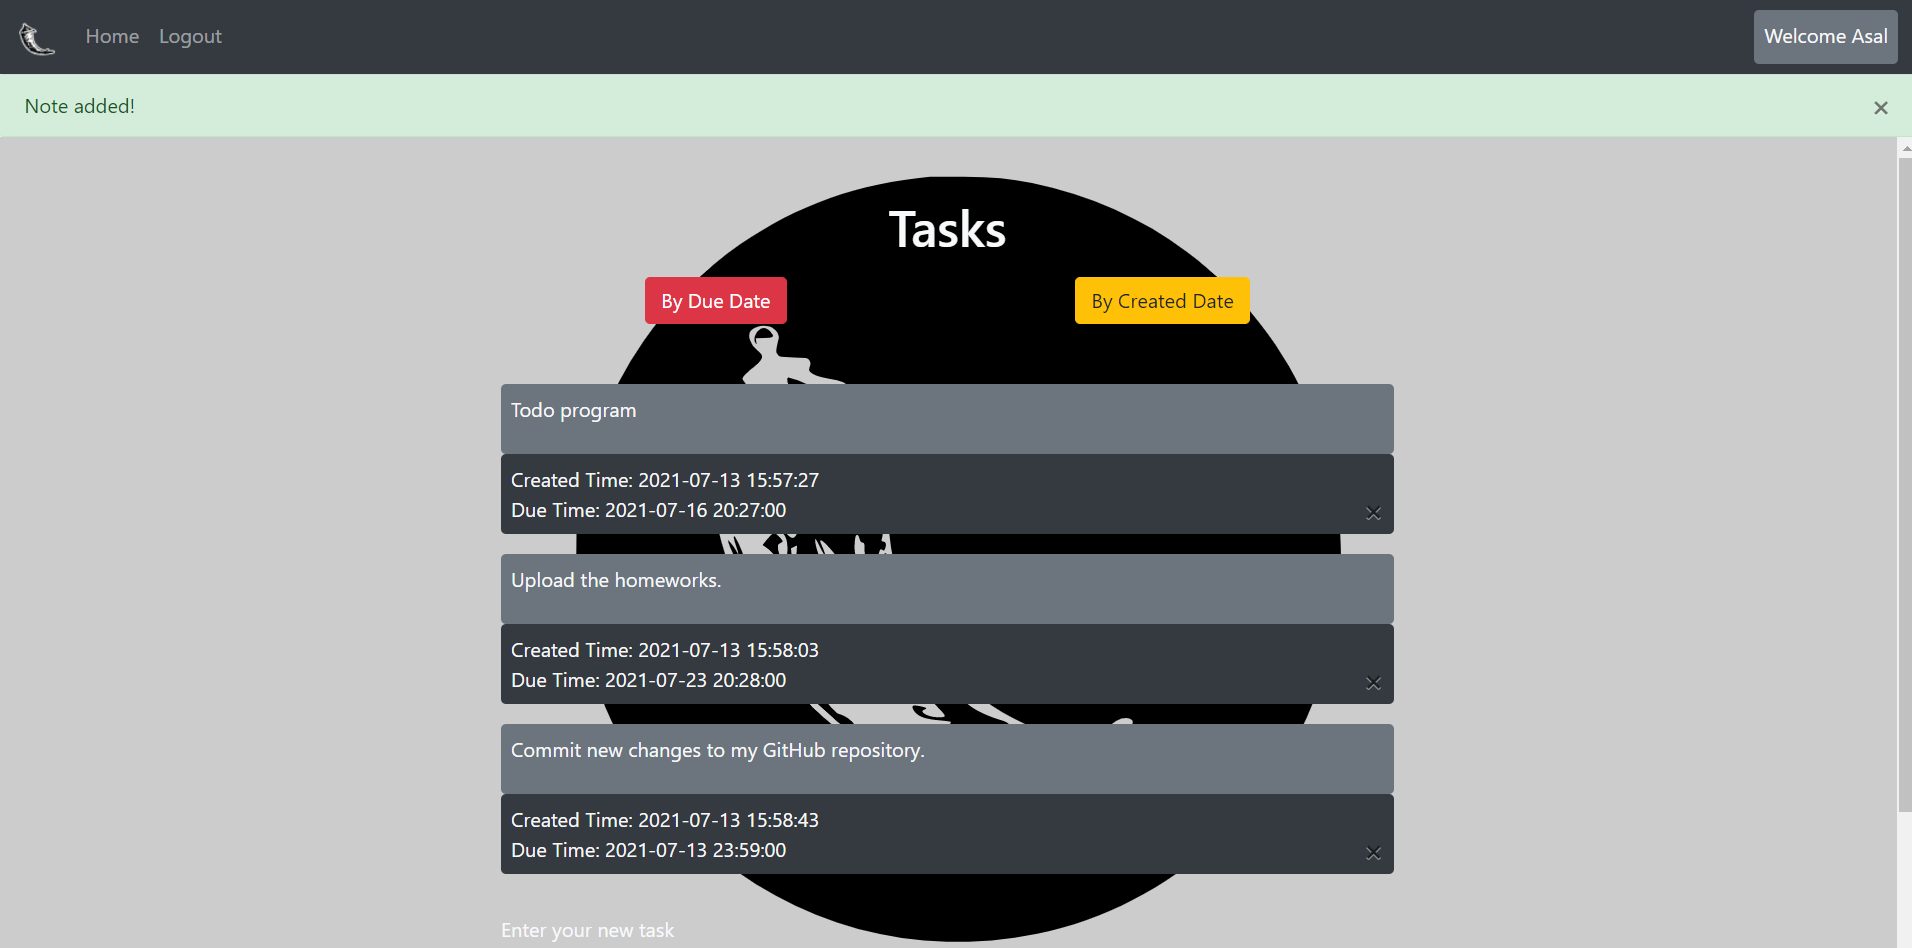 Home Logout Welcome Asal
Note added! ×
Tasks
By Due Date By Created Date
Todo program
Created Time: 2021-07-13 15:57:27
Due Time: 2021-07-16 20:27:00 ×
Upload the homeworks.
Created Time: 2021-07-13 15:58:03
Due Time: 2021-07-23 20:28:00 ×
Commit new changes to my GitHub repository.
Created Time: 2021-07-13 15:58:43
Due Time: 2021-07-13 23:59:00 ×
Enter your new task